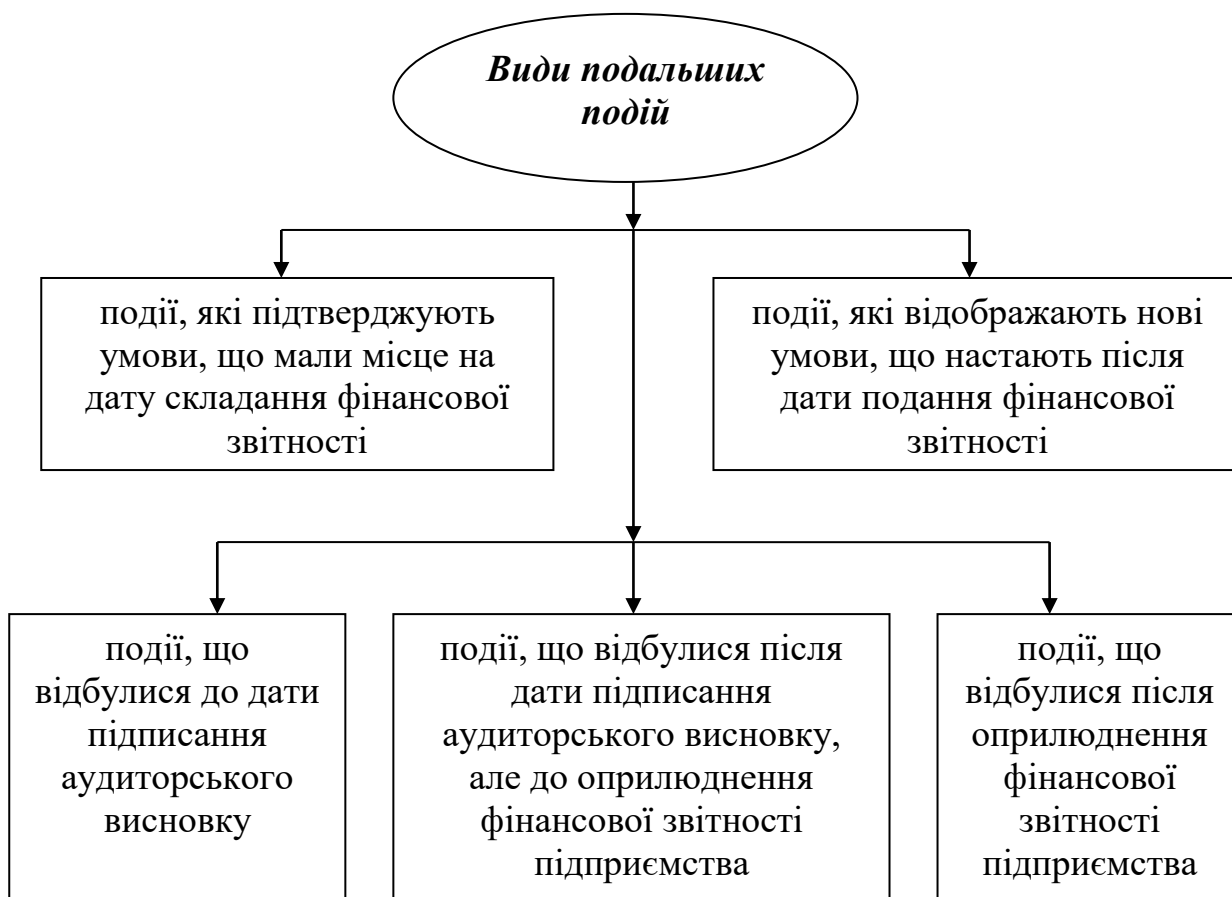 Види подальших
подій
події, які підтверджують
умови, що мали місце на
дату складання фінансової
звітності
події, які відображають нові
умови, що настають після
дати подання фінансової
звітності
події, що
відбулися до дати
підписання
аудиторського
висновку
події, що відбулися після
дати підписання
аудиторського висновку,
але до оприлюднення
фінансової звітності
підприємства
події, що
відбулися після
оприлюднення
фінансової
звітності
підприємства